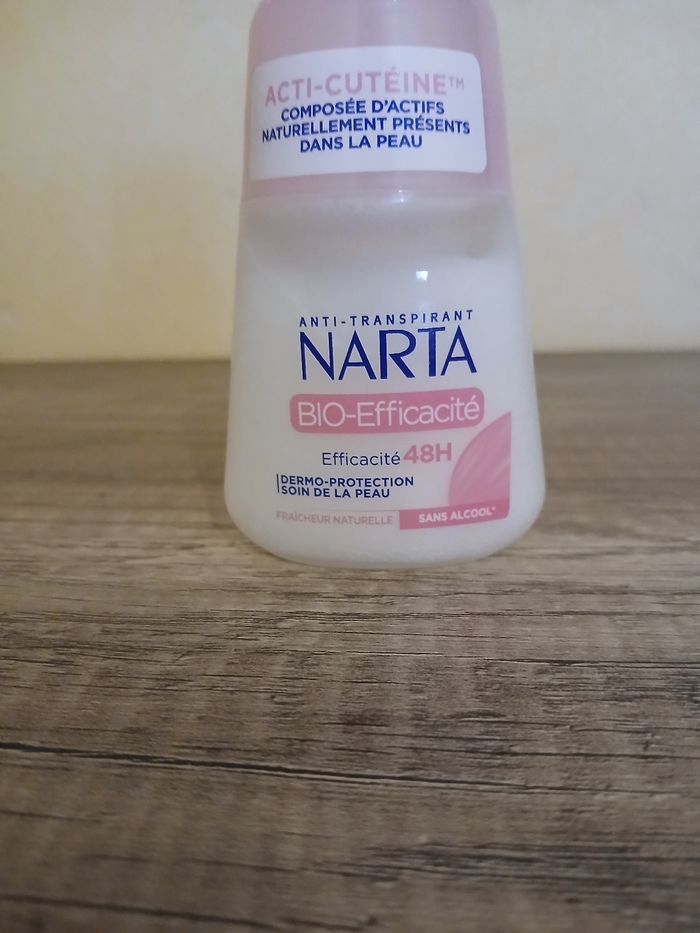 ACTI-CUTÉINE™
COMPOSÉE D'ACTIFS
NATURELLEMENT PRÉSENTS
DANS LA PEAU
ANTI-TRANSPIRANT
NARTA
BIO-Efficacité
Efficacité 48H
DERMO-PROTECTION
SOIN DE LA PEAU
FRAÎCHEUR NATURELLE SANS ALCOOL*